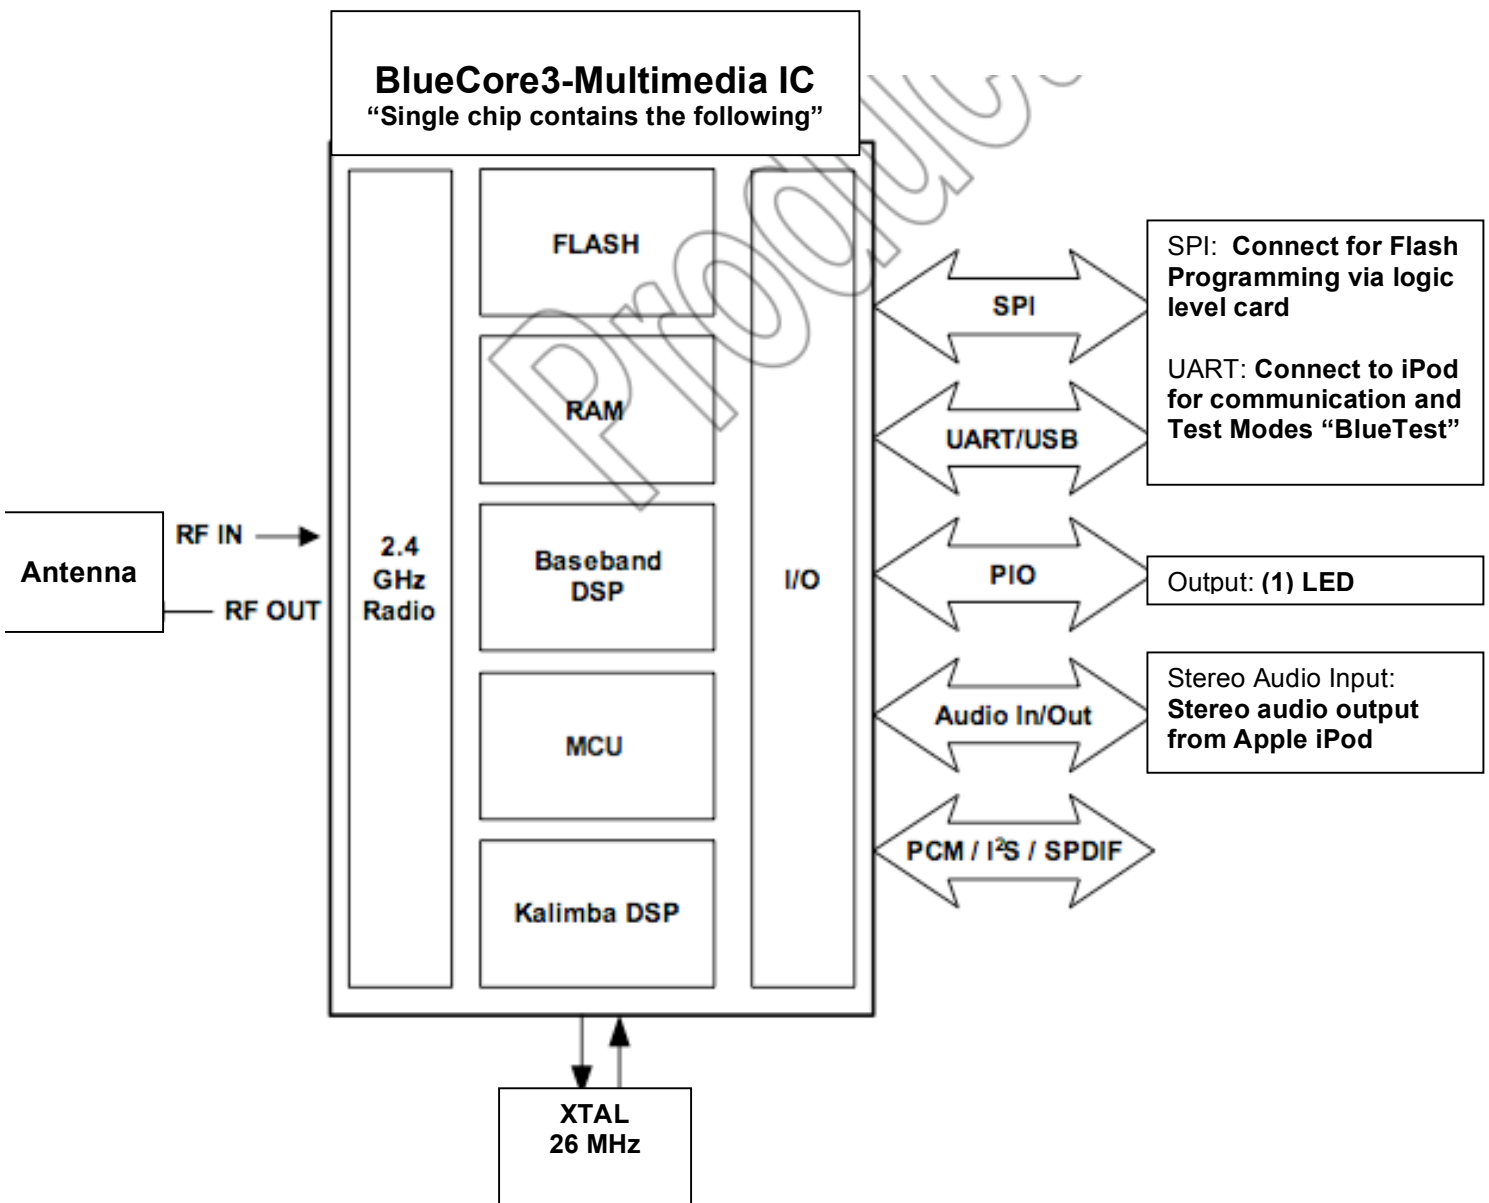 BlueCore3-Multimedia IC
“Single chip contains the following”
FLASH
RAM
Baseband
DSP
MCU
Kalimba DSP
2.4
GHz
Radio
I/O
Antenna
RF IN
RF OUT
SPI
UART/USB
PIO
Audio In/Out
PCM / I²S / SPDIF
SPI: Connect for Flash
Programming via logic
level card
UART: Connect to iPod
for communication and
Test Modes “BlueTest”
Output: (1) LED
Stereo Audio Input:
Stereo audio output
from Apple iPod
XTAL
26 MHz